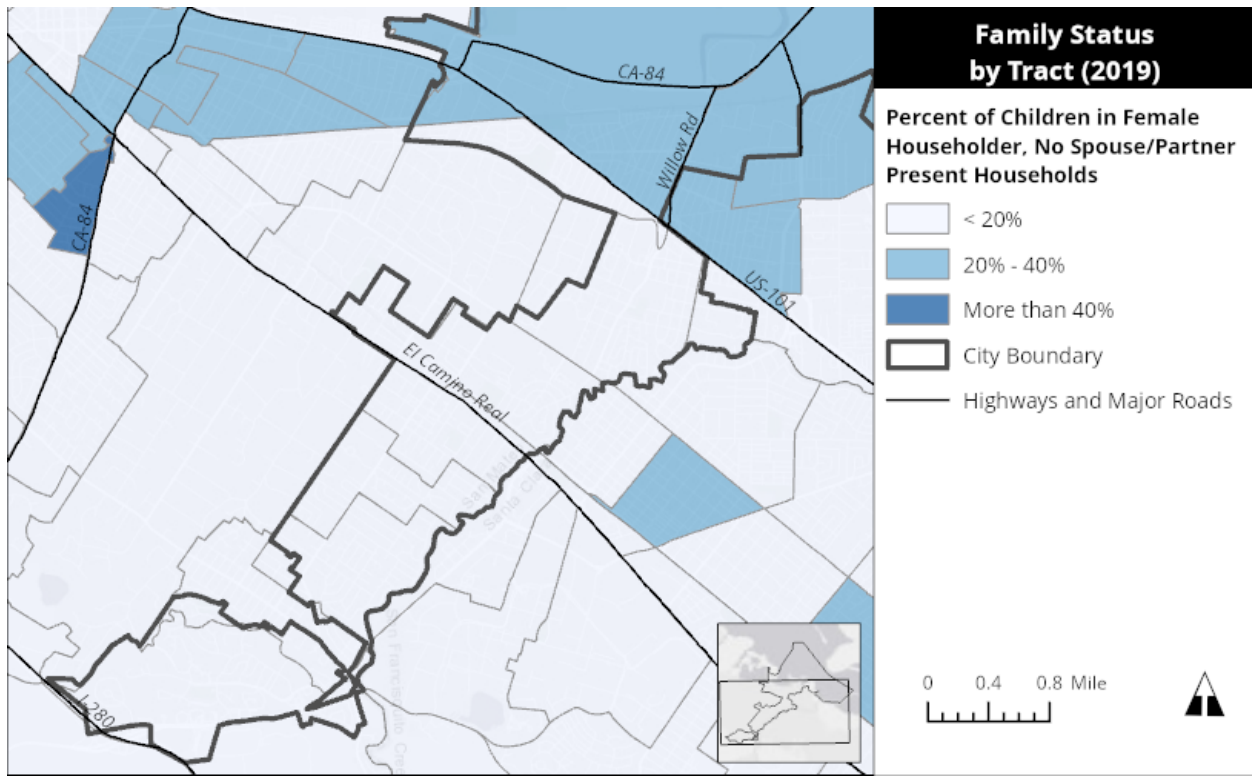 Family Status
by Tract (2019)
Percent of Children in Female
Householder, No Spouse/Partner
Present Households
< 20%
20% - 40%
More than 40%
City Boundary
Highways and Major Roads
0 0.4 0.8 Mile
CA-84
Willow Rd
CA-84
US-101
El Camino Real
I-280